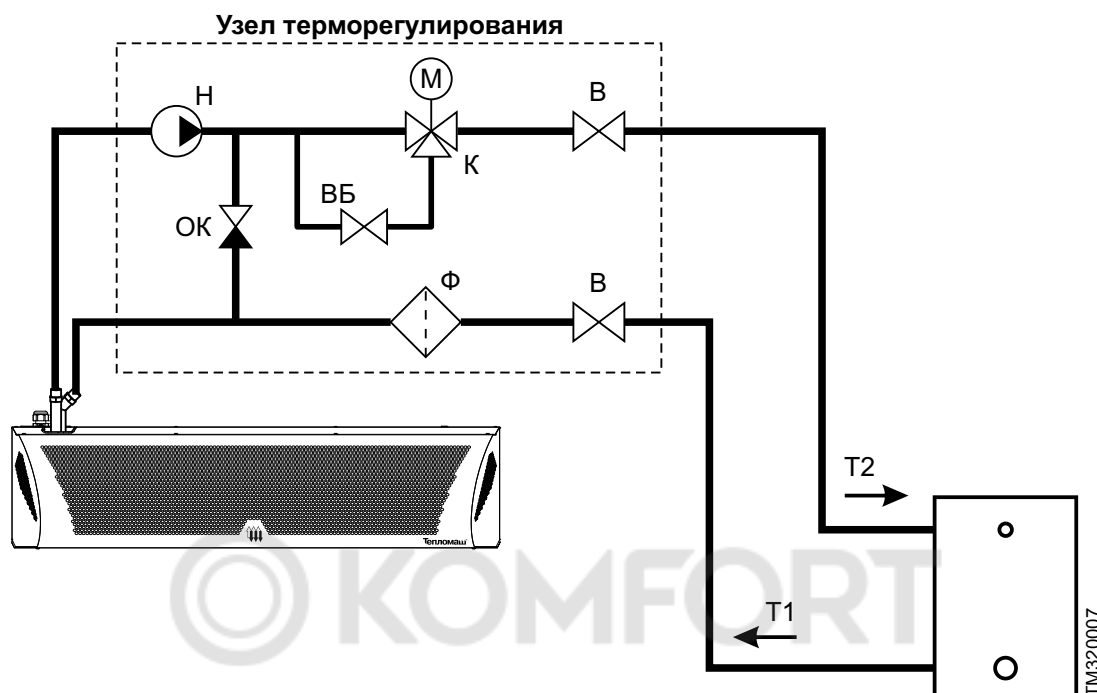 Узел терморегулирования
М
Н
В
К
ВБ
ОК
Ф
В
Т2
Тепломаш
KOMFORT
Т1
TM320007